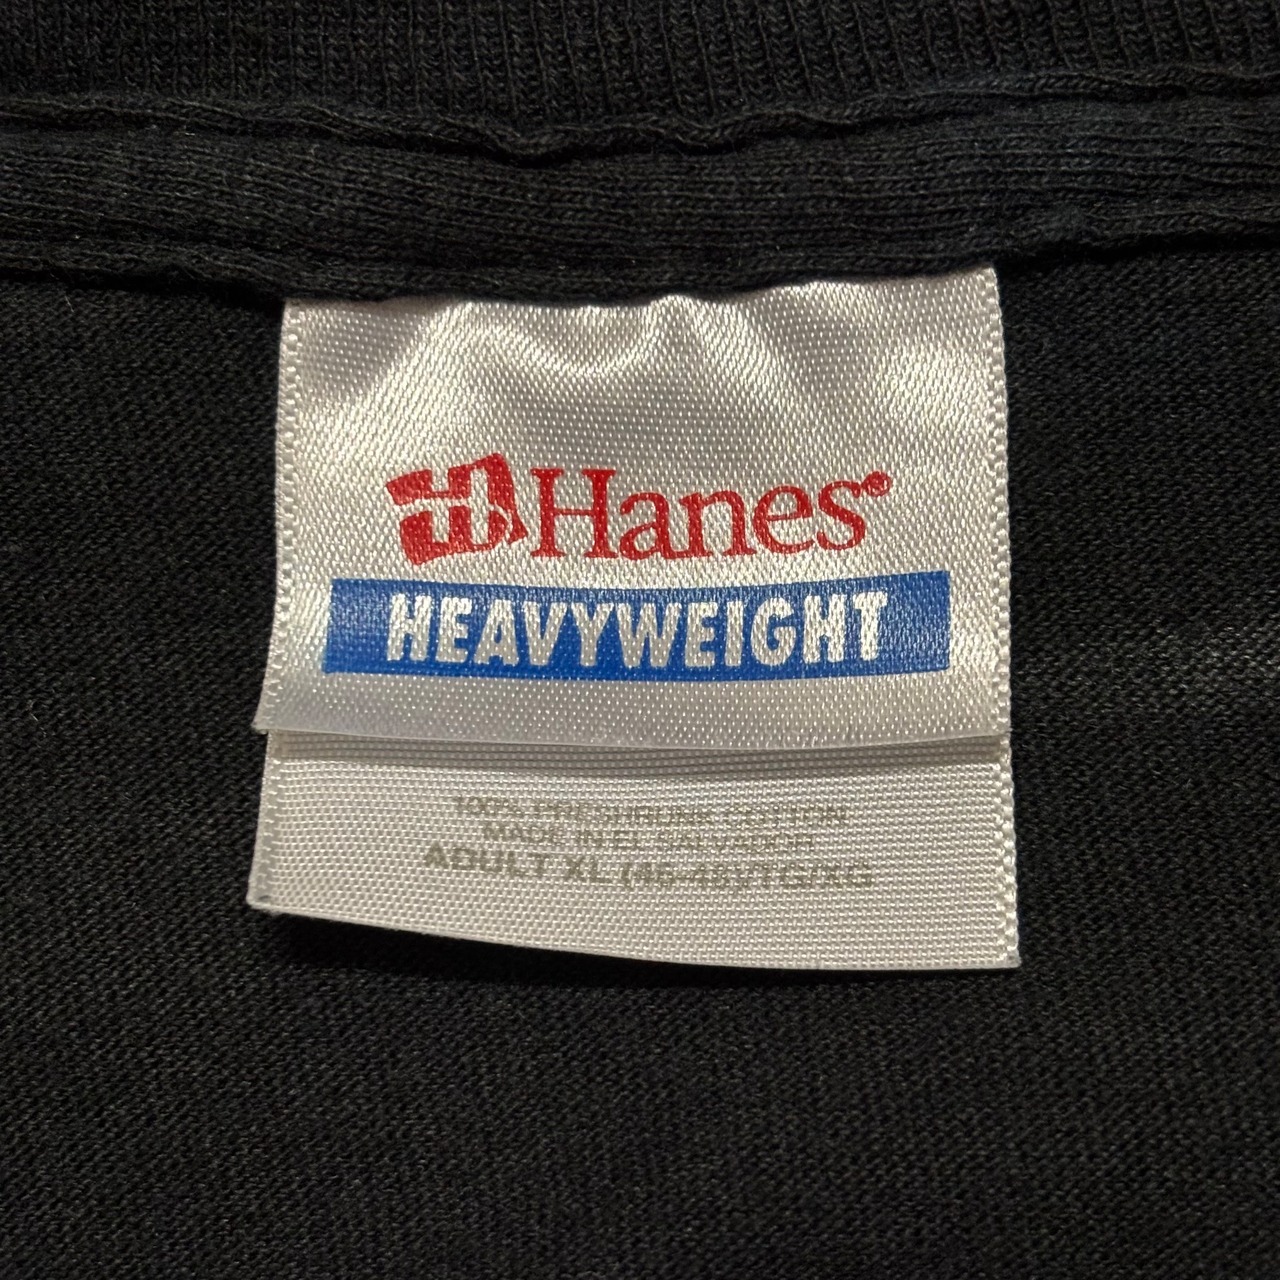 H Hanes
HEAVYWEIGHT
100% PRESHRUNK COTTON
MADE IN EL SALVADOR
ADULT XL (46-48)/TG/XG